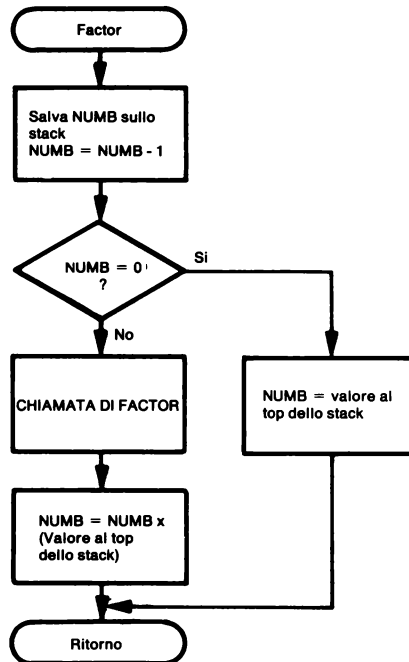 Factor
Salva NUMB sullo
stack
NUMB = NUMB - 1
NUMB = 0
?
Si
No
CHIAMATA DI FACTOR
NUMB = valore al
top dello stack
NUMB = NUMB x
(Valore al top
dello stack)
Ritorno